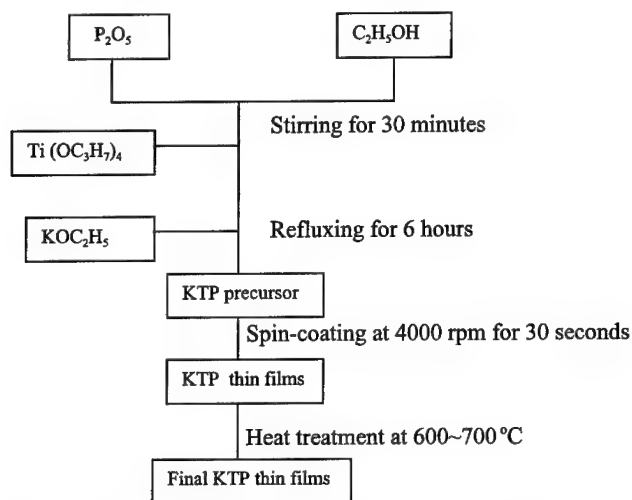 P₂O₅
C₂H₅OH
Stirring for 30 minutes
Ti (OC₃H₇)₄
KOC₂H₅
Refluxing for 6 hours
KTP precursor
Spin-coating at 4000 rpm for 30 seconds
KTP thin films
Heat treatment at 600~700 °C
Final KTP thin films